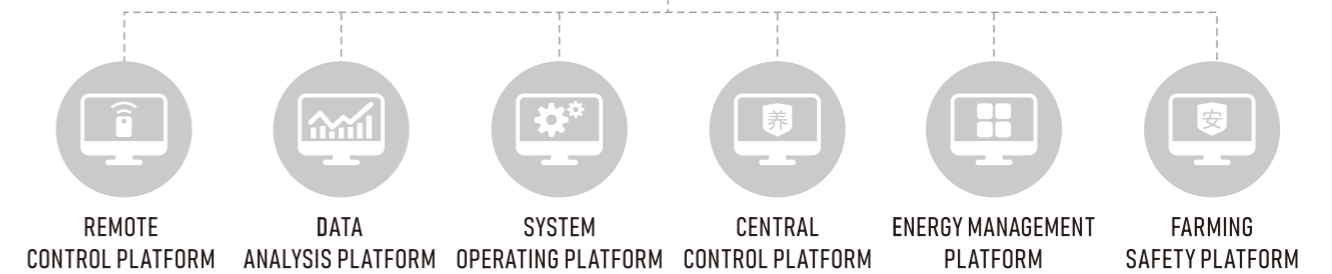 养
安
REMOTE
CONTROL PLATFORM
DATA
ANALYSIS PLATFORM
SYSTEM
OPERATING PLATFORM
CENTRAL
CONTROL PLATFORM
ENERGY MANAGEMENT
PLATFORM
FARMING
SAFETY PLATFORM